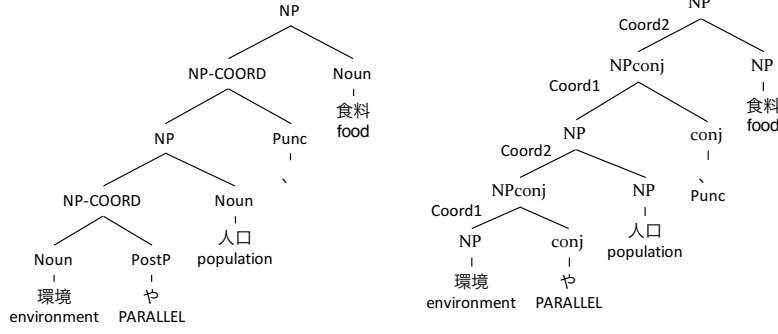 NP
NP-COORD Noun
食料
food
NP Punc
、
NP-COORD Noun
人口
population
Noun PostP
環境 や
environment PARALLEL
NP
Coord2
NPconj NP
食料
food
Coord1
NP conj
、
Punc
Coord2
NPconj NP
人口
population
Coord1
NP conj
環境 や
environment PARALLEL